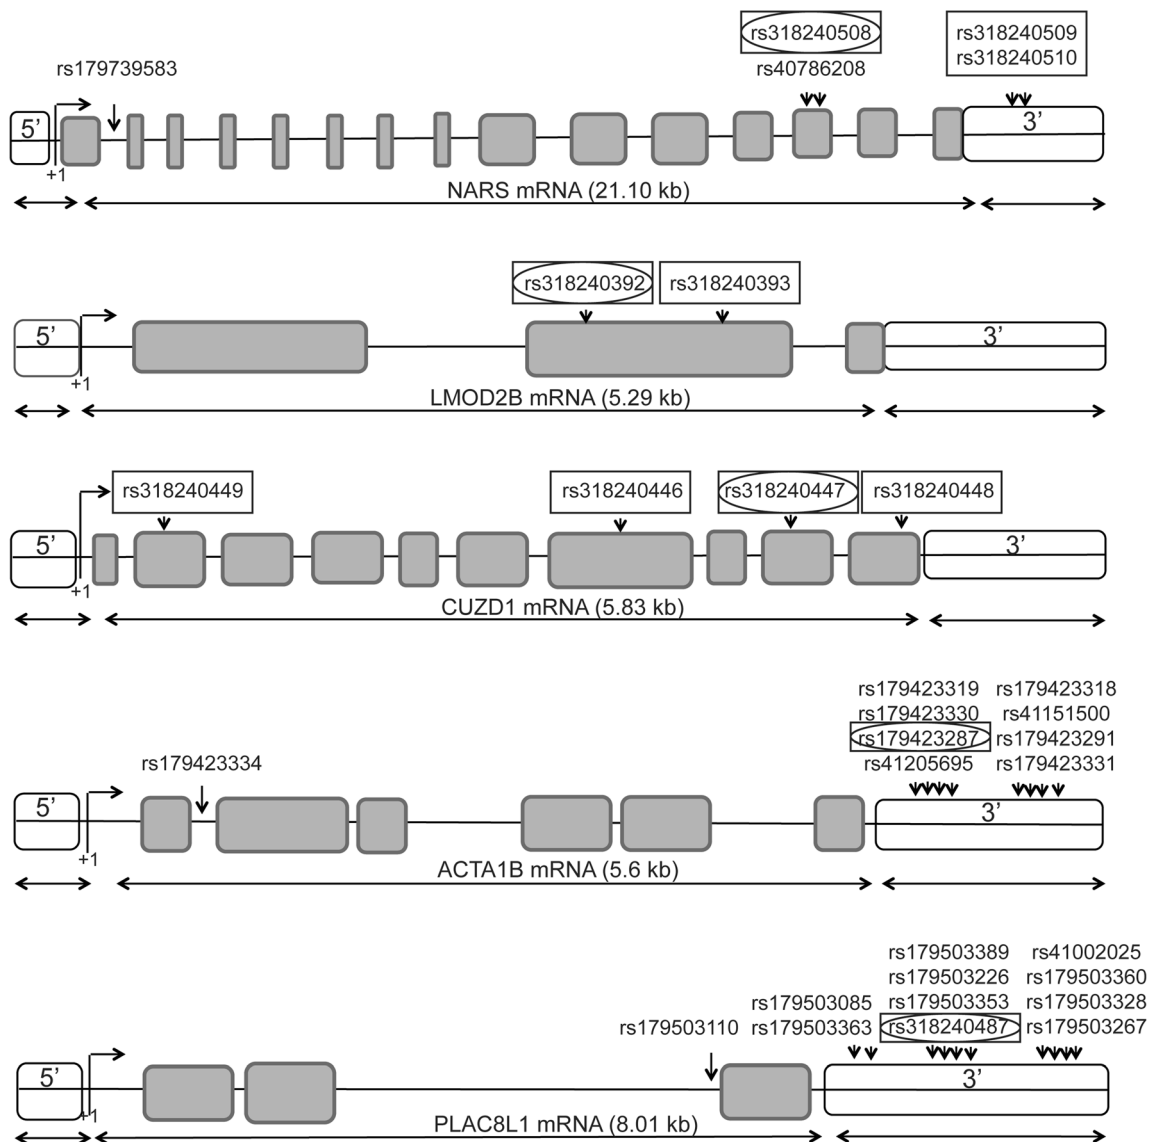 rs318240508
rs318240509
rs318240510
rs179739583
rs40786208
5’
3’
+1
NARS mRNA (21.10 kb)
rs318240392
rs318240393
5’
3’
+1
LMOD2B mRNA (5.29 kb)
rs318240449
rs318240446
rs318240447
rs318240448
5’
3’
+1
CUZD1 mRNA (5.83 kb)
rs179423319 rs179423318
rs179423330 rs41151500
rs179423287 rs179423291
rs179423334
rs41205695 rs179423331
5’
3’
+1
ACTA1B mRNA (5.6 kb)
rs179503389 rs41002025
rs179503226 rs179503360
rs179503085 rs179503353 rs179503328
rs179503110 rs179503363 rs318240487 rs179503267
5’
3’
+1
PLAC8L1 mRNA (8.01 kb)